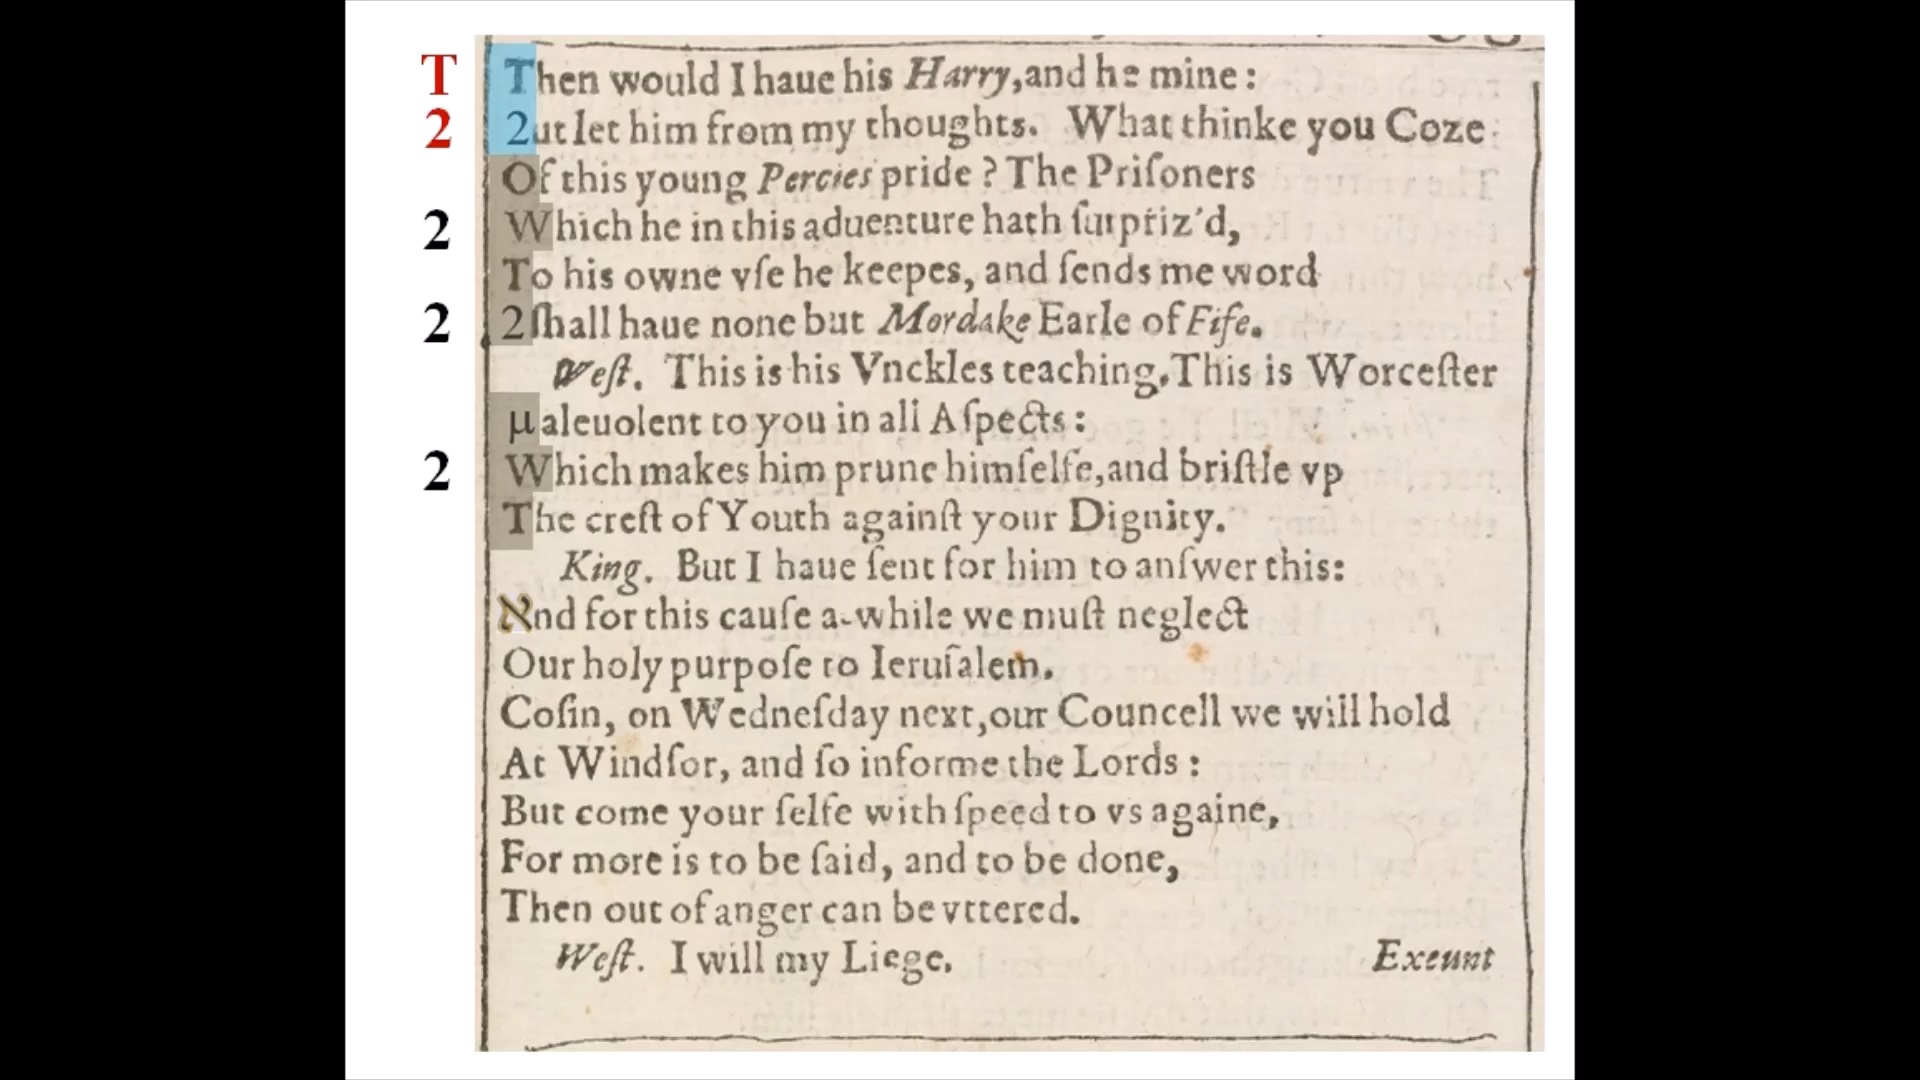 T Then would I haue his Harry,and he mine :
2 2ut let him from my thoughts. What thinke you Coze
Of this young Percies pride ? The Priſoners
2 Which he in this aduenture hath ſurpriz'd,
To his owne vſe he keepes, and ſends me word
2 2ſhall haue none but Mordake Earle of Fife.
Weſt. This is his Vnckles teaching,This is Worceſter
μaleuolent to you in all Aſpects :
2 Which makes him prune himſelfe,and briſtle vp
The creſt of Youth againſt your Dignity.
King. But I haue ſent for him to anſwer this:
ℵnd for this cauſe a-while we muſt neglect
Our holy purpoſe to Ieruſalem.
Coſin, on Wedneſday next,our Councell we will hold
At Windſor, and ſo informe the Lords :
But come your ſelfe with ſpeed to vs againe,
For more is to be ſaid, and to be done,
Then out of anger can be vttered.
Weſt. I will my Liege. Exeunt